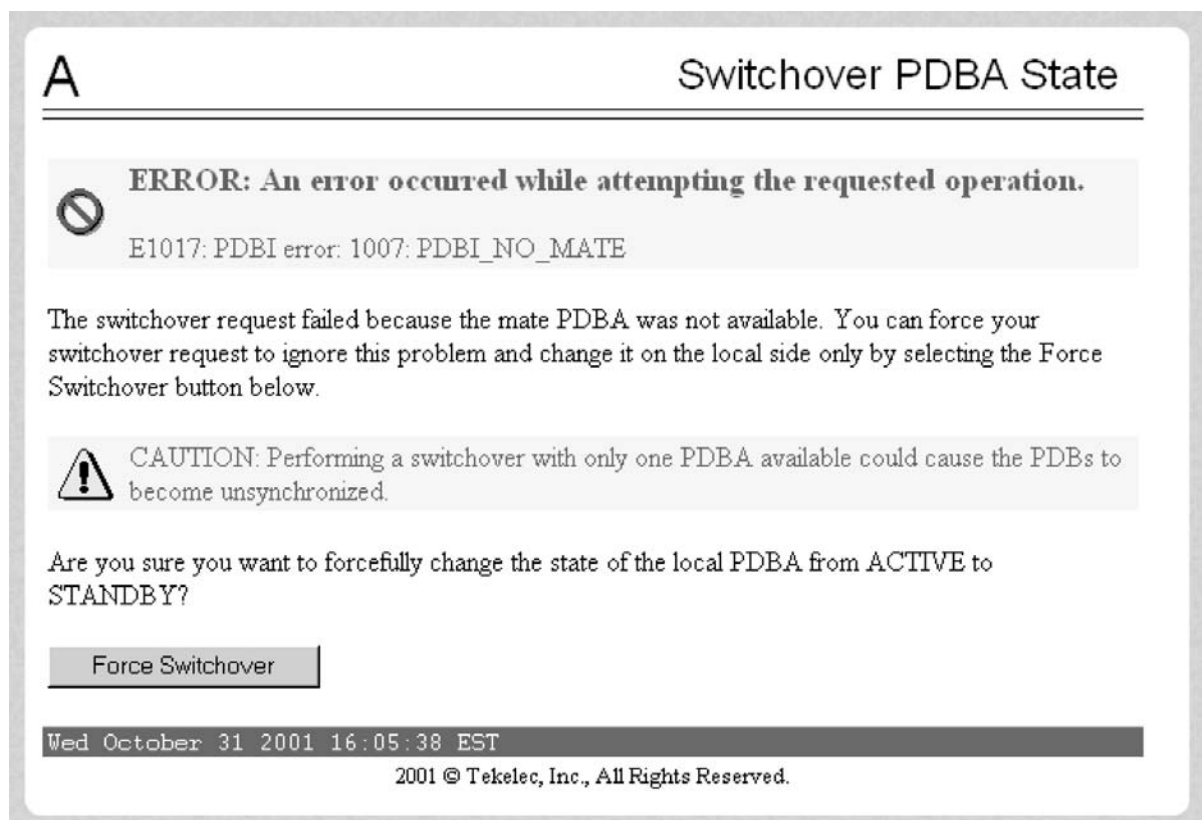 A
Switchover PDBA State
ERROR: An error occurred while attempting the requested operation.
E1017: PDBI error: 1007: PDBI_NO_MATE
The switchover request failed because the mate PDBA was not available. You can force your
switchover request to ignore this problem and change it on the local side only by selecting the Force
Switchover button below.
CAUTION: Performing a switchover with only one PDBA available could cause the PDBs to
become unsynchronized.
Are you sure you want to forcefully change the state of the local PDBA from ACTIVE to
STANDBY?
Force Switchover
Wed October 31 2001 16:05:38 EST
2001 © Tekelec, Inc., All Rights Reserved.